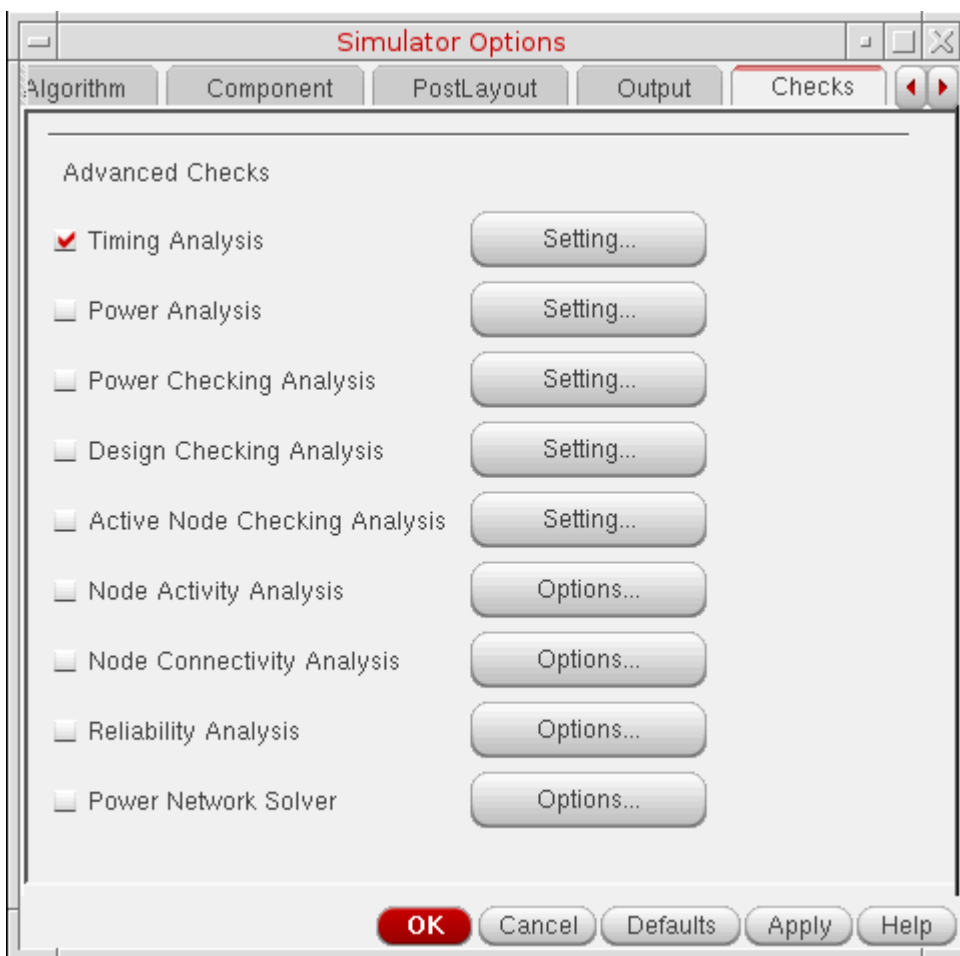 Simulator Options
Algorithm Component PostLayout Output Checks
Advanced Checks
Timing Analysis Setting...
Power Analysis Setting...
Power Checking Analysis Setting...
Design Checking Analysis Setting...
Active Node Checking Analysis Setting...
Node Activity Analysis Options...
Node Connectivity Analysis Options...
Reliability Analysis Options...
Power Network Solver Options...
OK Cancel Defaults Apply Help